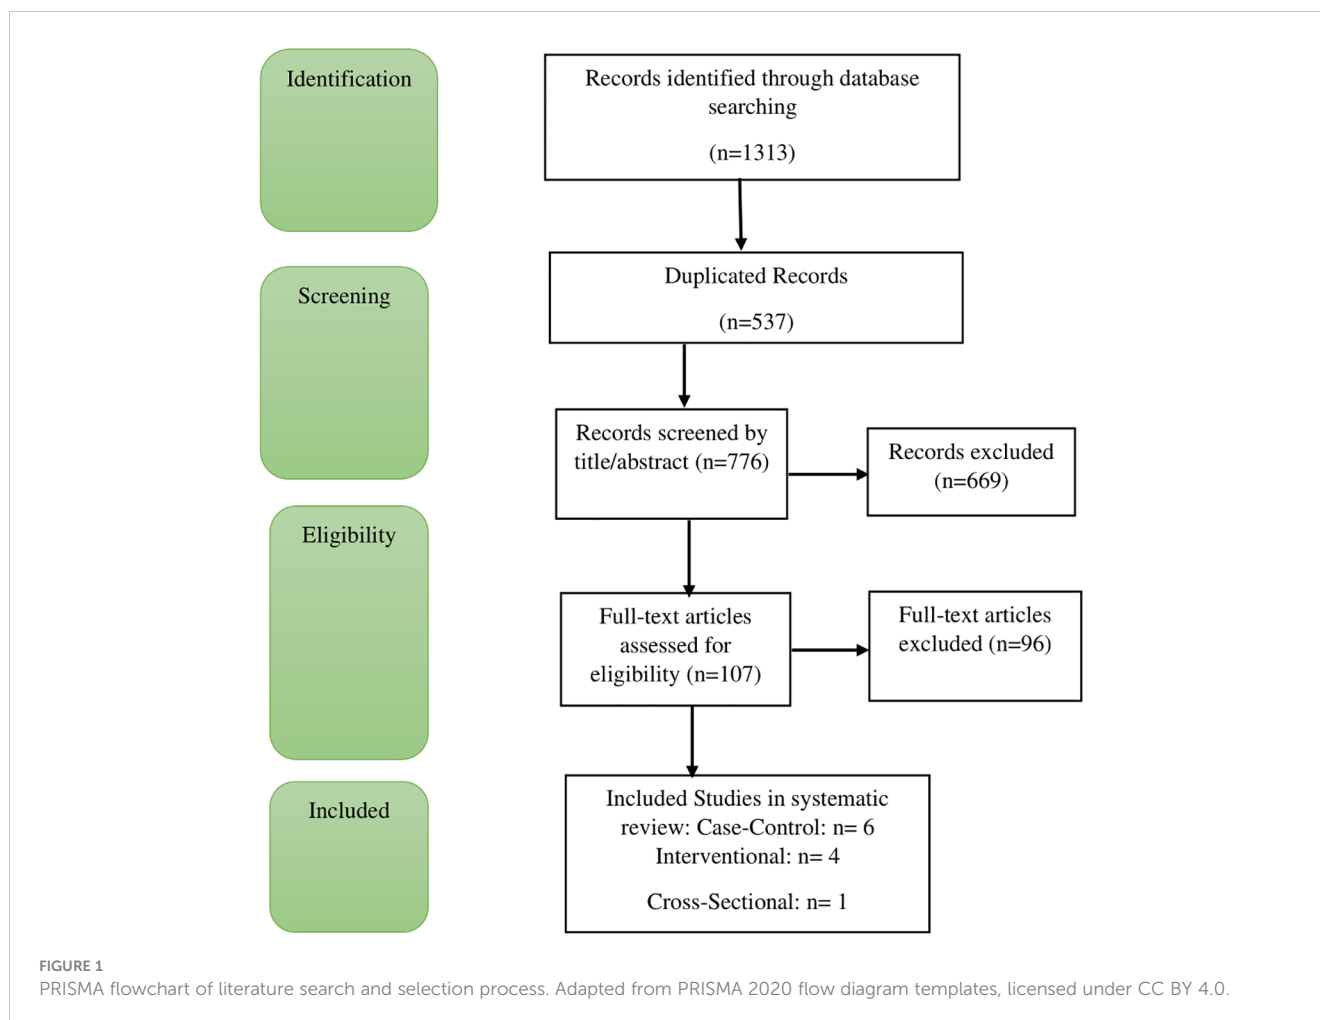 Identification
Records identified through database
searching
(n=1313)
Screening
Duplicated Records
(n=537)
Records screened by
title/abstract (n=776)
Records excluded
(n=669)
Eligibility
Full-text articles
assessed for
eligibility (n=107)
Full-text articles
excluded (n=96)
Included
Included Studies in systematic
review: Case-Control: n= 6
Interventional: n= 4
Cross-Sectional: n= 1
FIGURE 1
PRISMA flowchart of literature search and selection process. Adapted from PRISMA 2020 flow diagram templates, licensed under CC BY 4.0.